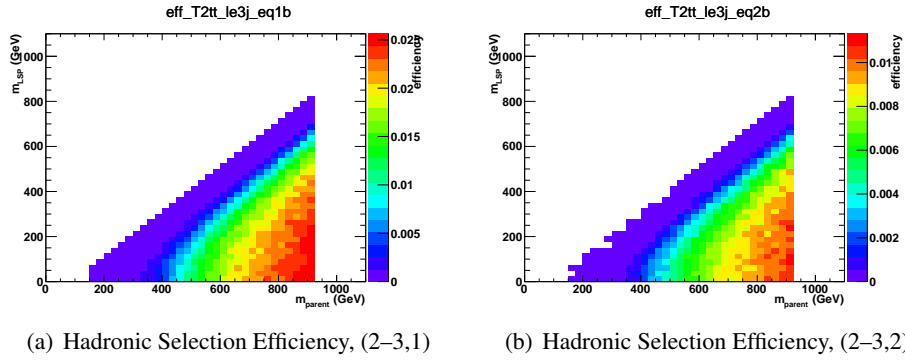 eff_T2tt_le3j_eq1b
m_LSP (GeV)
1000
800
600
400
200
0
0 200 400 600 800 1000
m_parent (GeV)
0.025
0.02
0.015
0.01
0.005
0
efficiency
(a) Hadronic Selection Efficiency, (2–3,1)
eff_T2tt_le3j_eq2b
m_LSP (GeV)
1000
800
600
400
200
0
0 200 400 600 800 1000
m_parent (GeV)
0.01
0.008
0.006
0.004
0.002
0
efficiency
(b) Hadronic Selection Efficiency, (2–3,2)